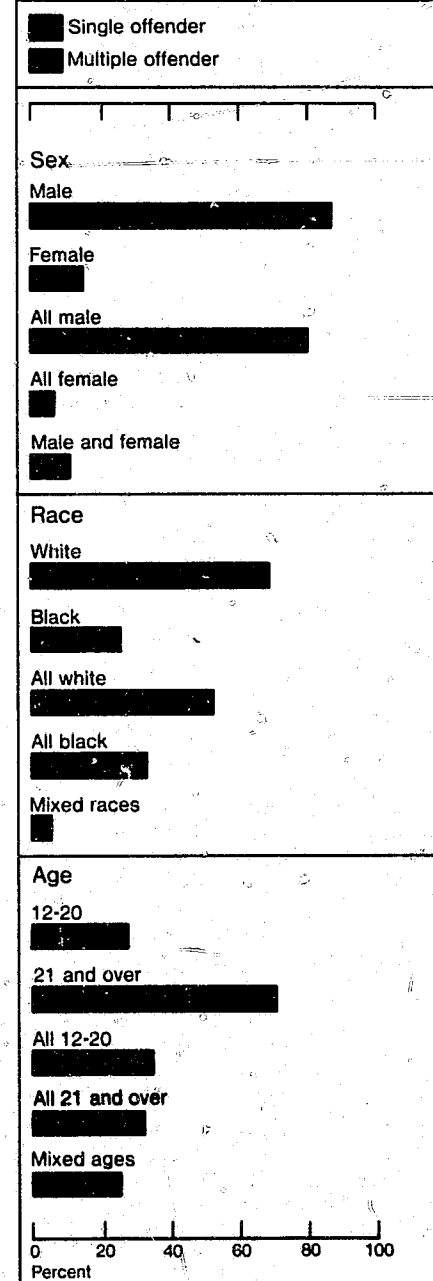 Single offender
Multiple offender
Sex
Male
Female
All male
All female
Male and female
Race
White
Black
All white
All black
Mixed races
Age
12-20
21 and over
All 12-20
All 21 and over
Mixed ages
0 20 40 60 80 100
Percent